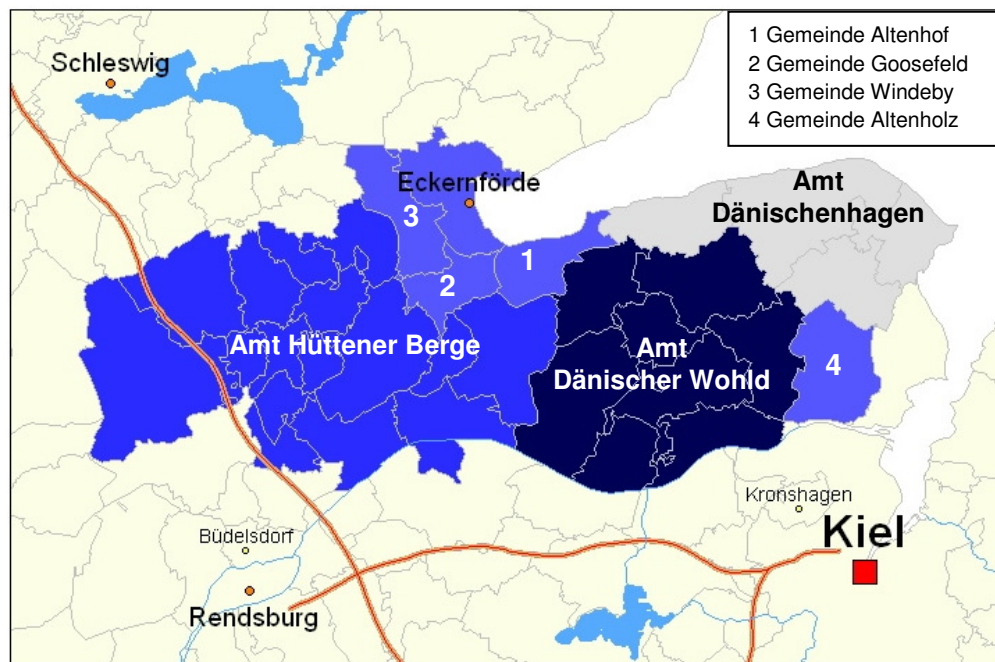 1 Gemeinde Altenhof
2 Gemeinde Goosefeld
3 Gemeinde Windeby
4 Gemeinde Altenholz
Schleswig
Eckernförde
Amt
Dänischenhagen
3
1
2
Amt Hüttener Berge
Amt
Dänischer Wohld
4
Kronshagen
Kiel
Büdelsdorf
Rendsburg